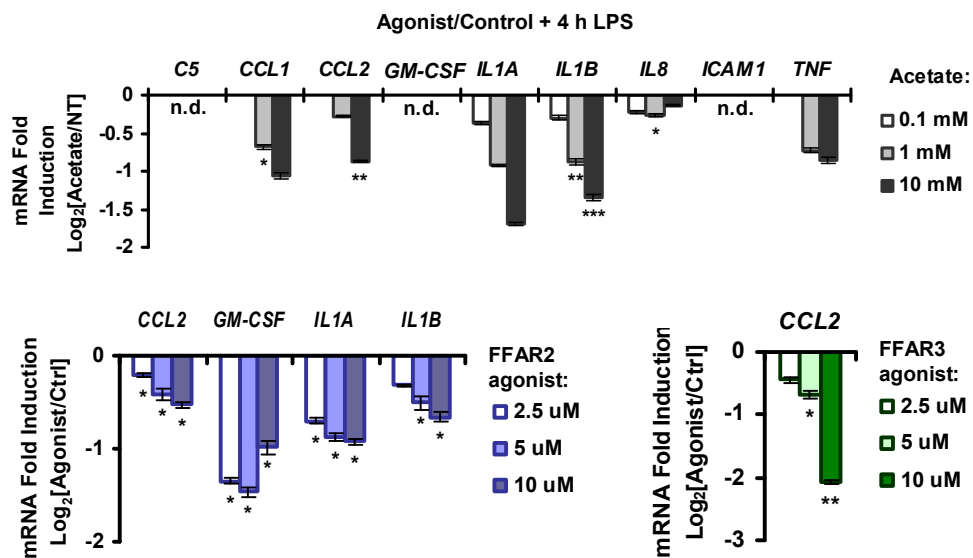 Agonist/Control + 4 h LPS
C5 CCL1 CCL2 GM-CSF IL1A IL1B IL8 ICAM1 TNF
mRNA Fold
Induction
Log2[Acetate/NT]
0
-0.5
-1
-1.5
-2
n.d. n.d. n.d.
* ** ** *** *
Acetate:
0.1 mM
1 mM
10 mM
CCL2 GM-CSF IL1A IL1B
mRNA Fold Induction
Log2[Agonist/Ctrl]
0
-1
-2
* * * * * * * * * * *
FFAR2
agonist:
2.5 uM
5 uM
10 uM
CCL2
mRNA Fold Induction
Log2[Agonist/Ctrl]
0
-1
-2
-3
* **
FFAR3
agonist:
2.5 uM
5 uM
10 uM